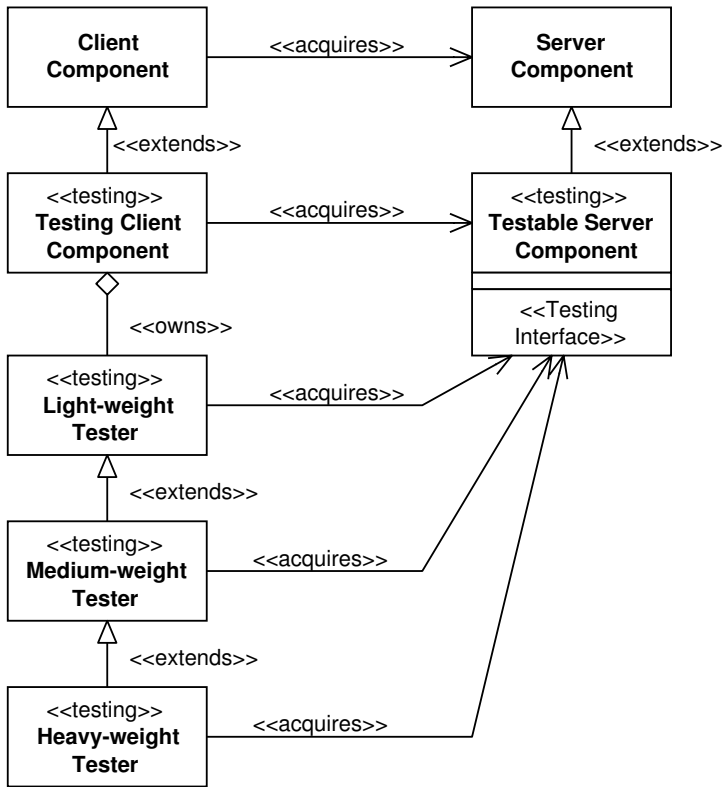 Client
Component
<<acquires>>
Server
Component
<<extends>>
<<extends>>
<<testing>>
Testing Client
Component
<<acquires>>
<<testing>>
Testable Server
Component
<<Testing
Interface>>
<<owns>>
<<testing>>
Light-weight
Tester
<<acquires>>
<<extends>>
<<testing>>
Medium-weight
Tester
<<acquires>>
<<extends>>
<<testing>>
Heavy-weight
Tester
<<acquires>>